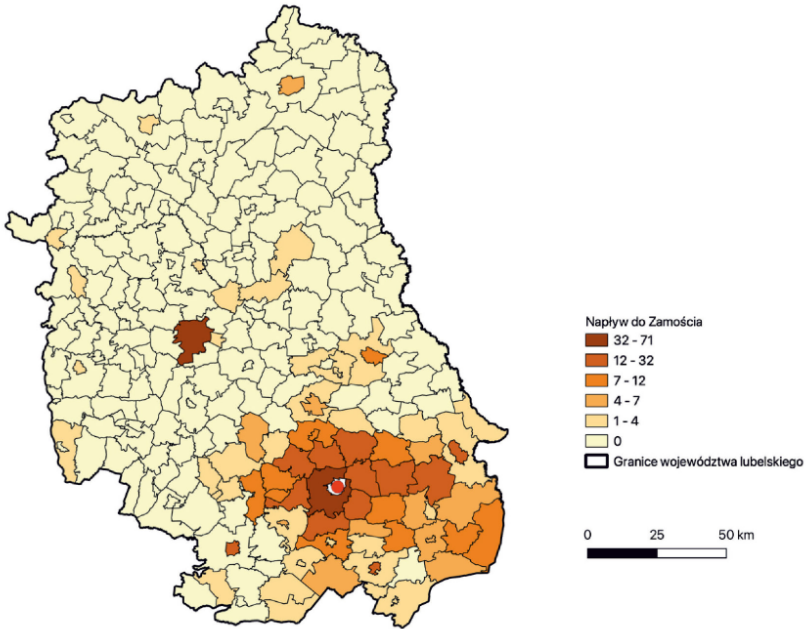 Napływ do Zamościa
32 - 71
12 - 32
7 - 12
4 - 7
1 - 4
0
Granice województwa lubelskiego
0 25 50 km